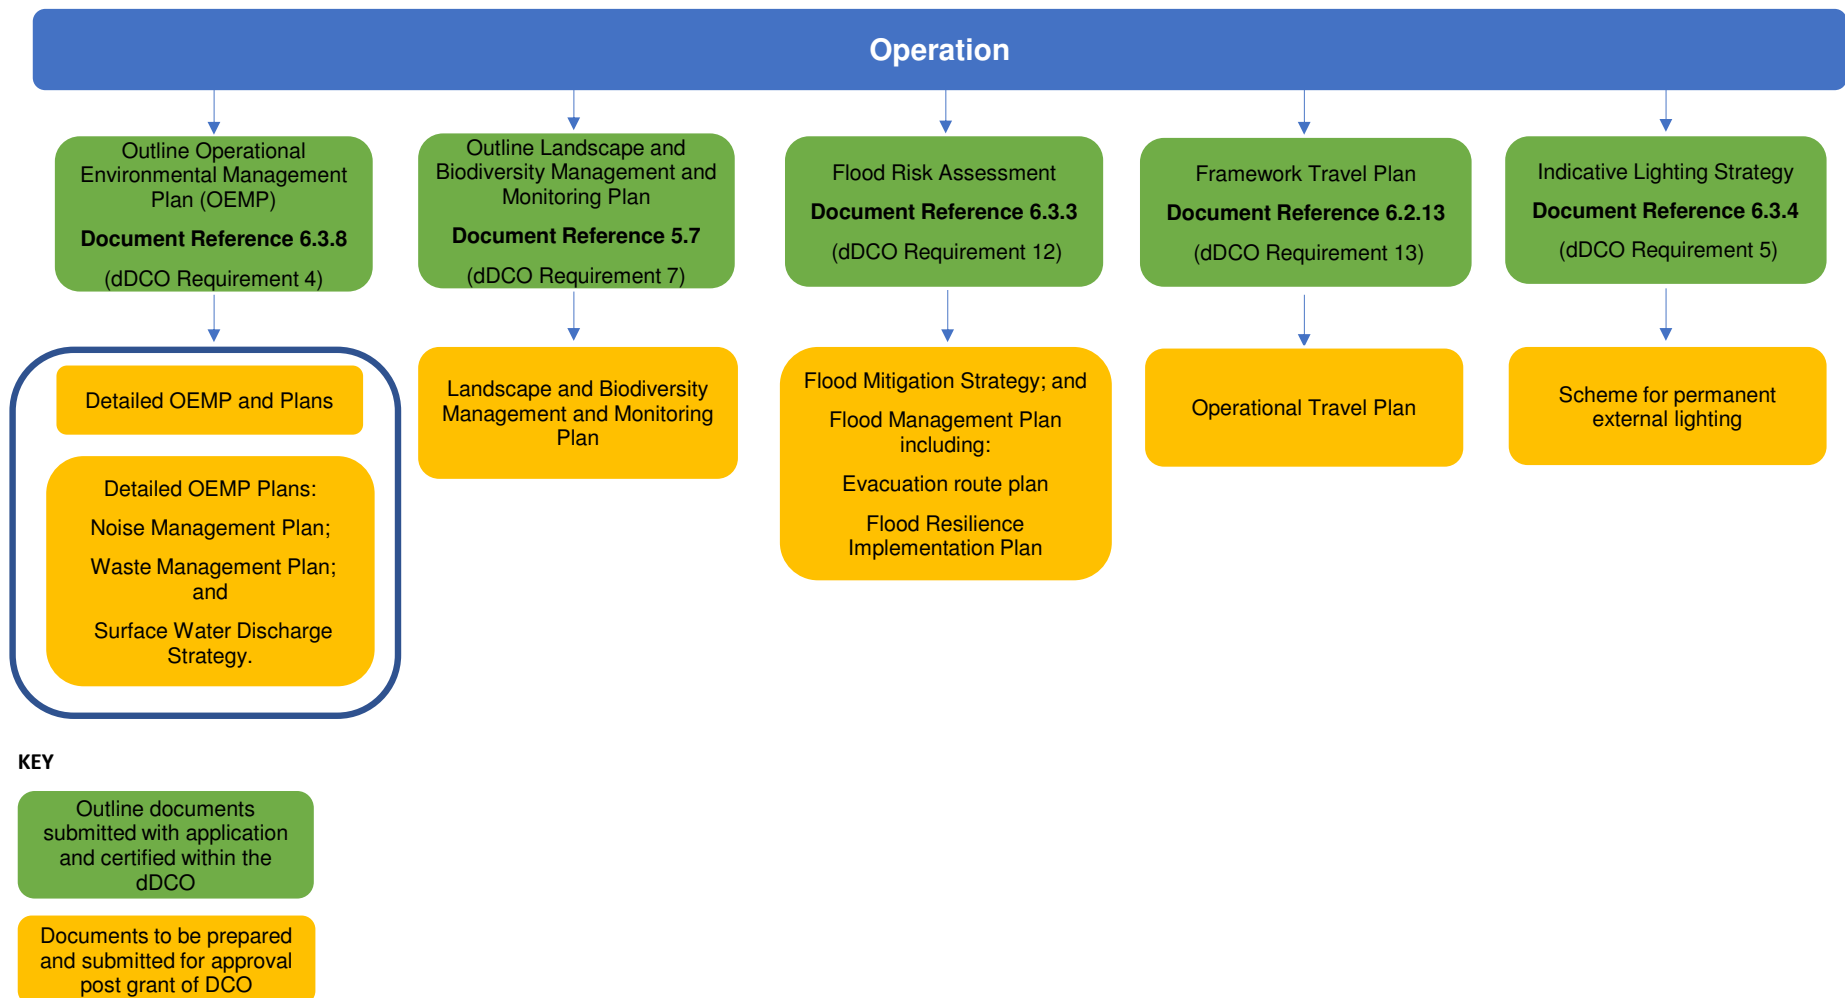 Operation
Outline Operational
Environmental Management
Plan (OEMP)
Document Reference 6.3.8
(dDCO Requirement 4)
Outline Landscape and
Biodiversity Management and
Monitoring Plan
Document Reference 5.7
(dDCO Requirement 7)
Flood Risk Assessment
Document Reference 6.3.3
(dDCO Requirement 12)
Framework Travel Plan
Document Reference 6.2.13
(dDCO Requirement 13)
Indicative Lighting Strategy
Document Reference 6.3.4
(dDCO Requirement 5)
Detailed OEMP and Plans
Detailed OEMP Plans:
Noise Management Plan;
Waste Management Plan;
and
Surface Water Discharge
Strategy.
Landscape and Biodiversity
Management and Monitoring
Plan
Flood Mitigation Strategy; and
Flood Management Plan
including:
Evacuation route plan
Flood Resilience
Implementation Plan
Operational Travel Plan
Scheme for permanent
external lighting
KEY
Outline documents
submitted with application
and certified within the
dDCO
Documents to be prepared
and submitted for approval
post grant of DCO